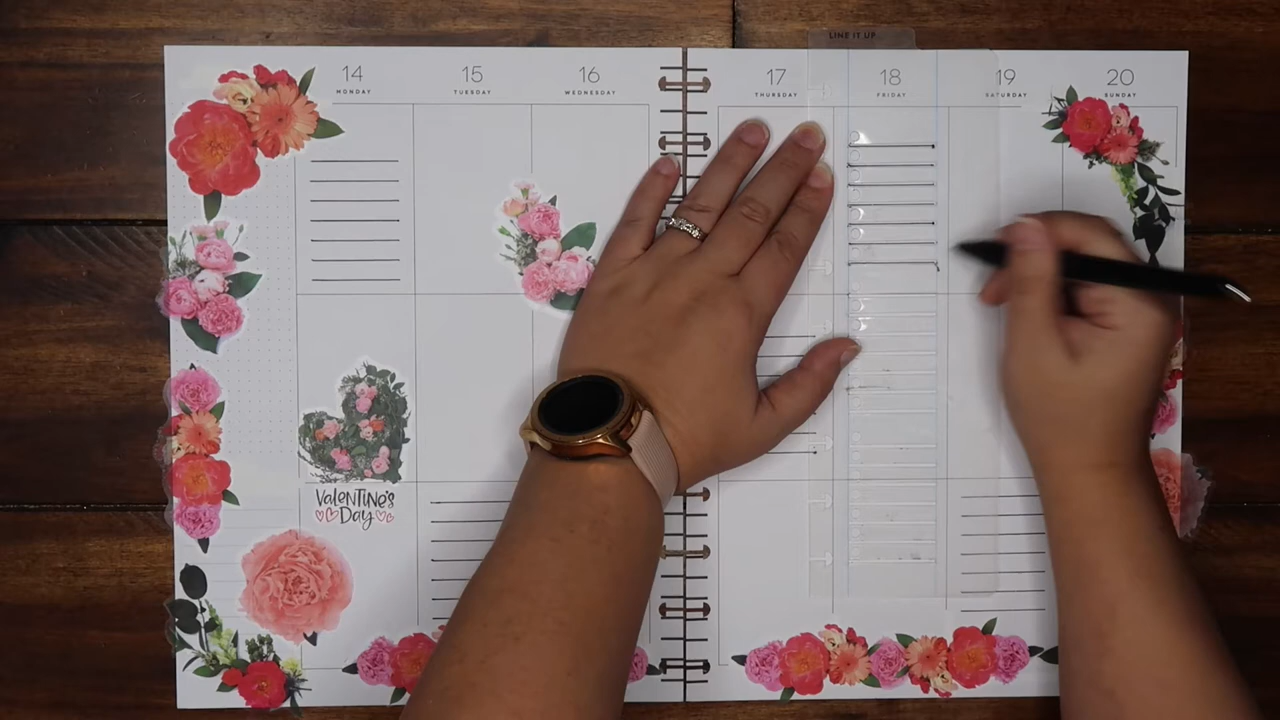 LINE IT UP
14 15 16 17 18 19 20
MONDAY TUESDAY WEDNESDAY THURSDAY FRIDAY SATURDAY SUNDAY
Valentine's
Day